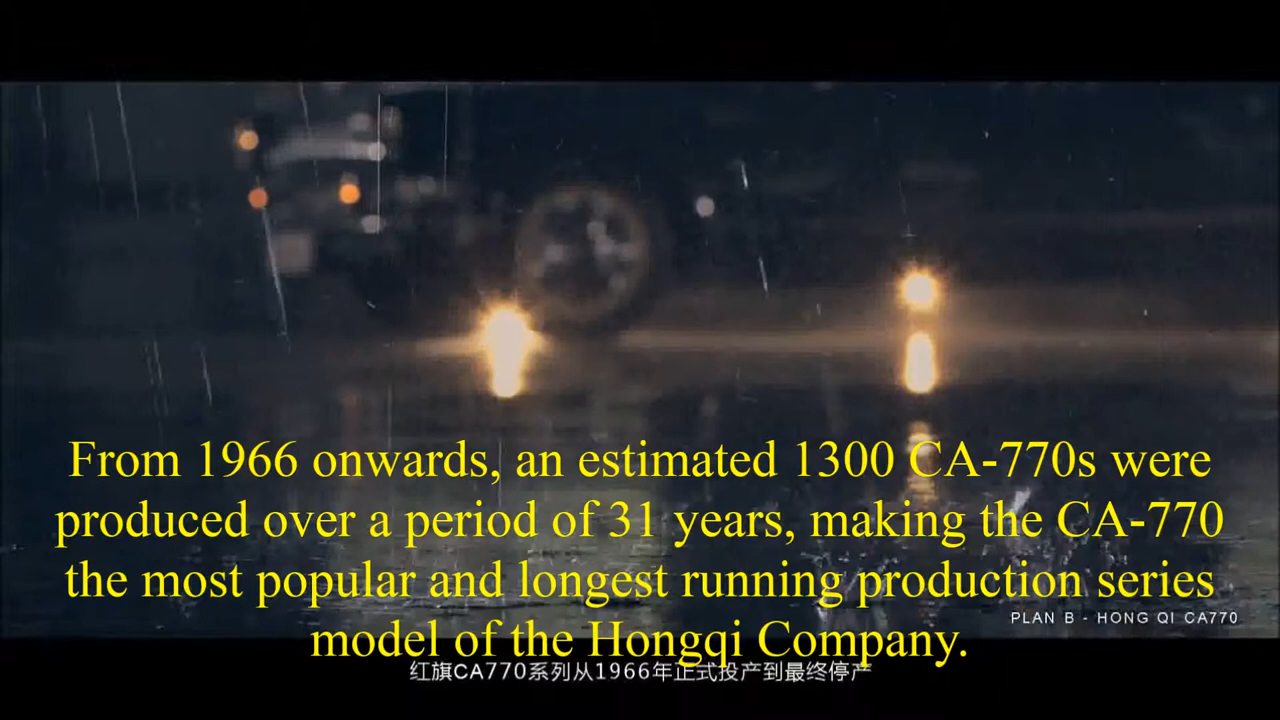 From 1966 onwards, an estimated 1300 CA-770s were
produced over a period of 31 years, making the CA-770
the most popular and longest running production series
PLAN B - HONG QI CA770
model of the Hongqi Company.
红旗CA770系列从1966年正式投产到最终停产